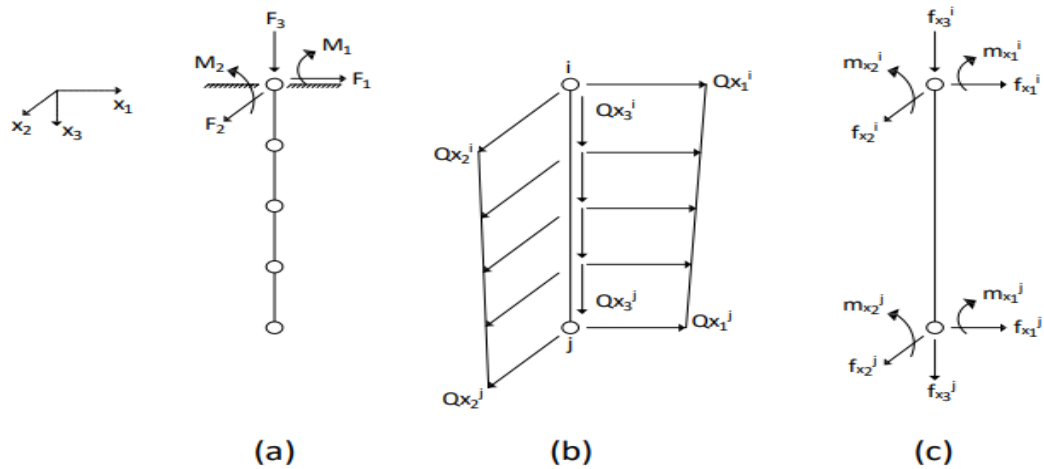 x₁
x₂
x₃
F₃
M₁
M₂
F₁
F₂
(a)
i
Qx₁ⁱ
Qx₃ⁱ
Qx₂ⁱ
Qx₃ʲ
Qx₁ʲ
j
Qx₂ʲ
(b)
fₓ₃ⁱ
mₓ₁ⁱ
mₓ₂ⁱ
fₓ₁ⁱ
fₓ₂ⁱ
mₓ₂ʲ
mₓ₁ʲ
fₓ₁ʲ
fₓ₂ʲ
fₓ₃ʲ
(c)